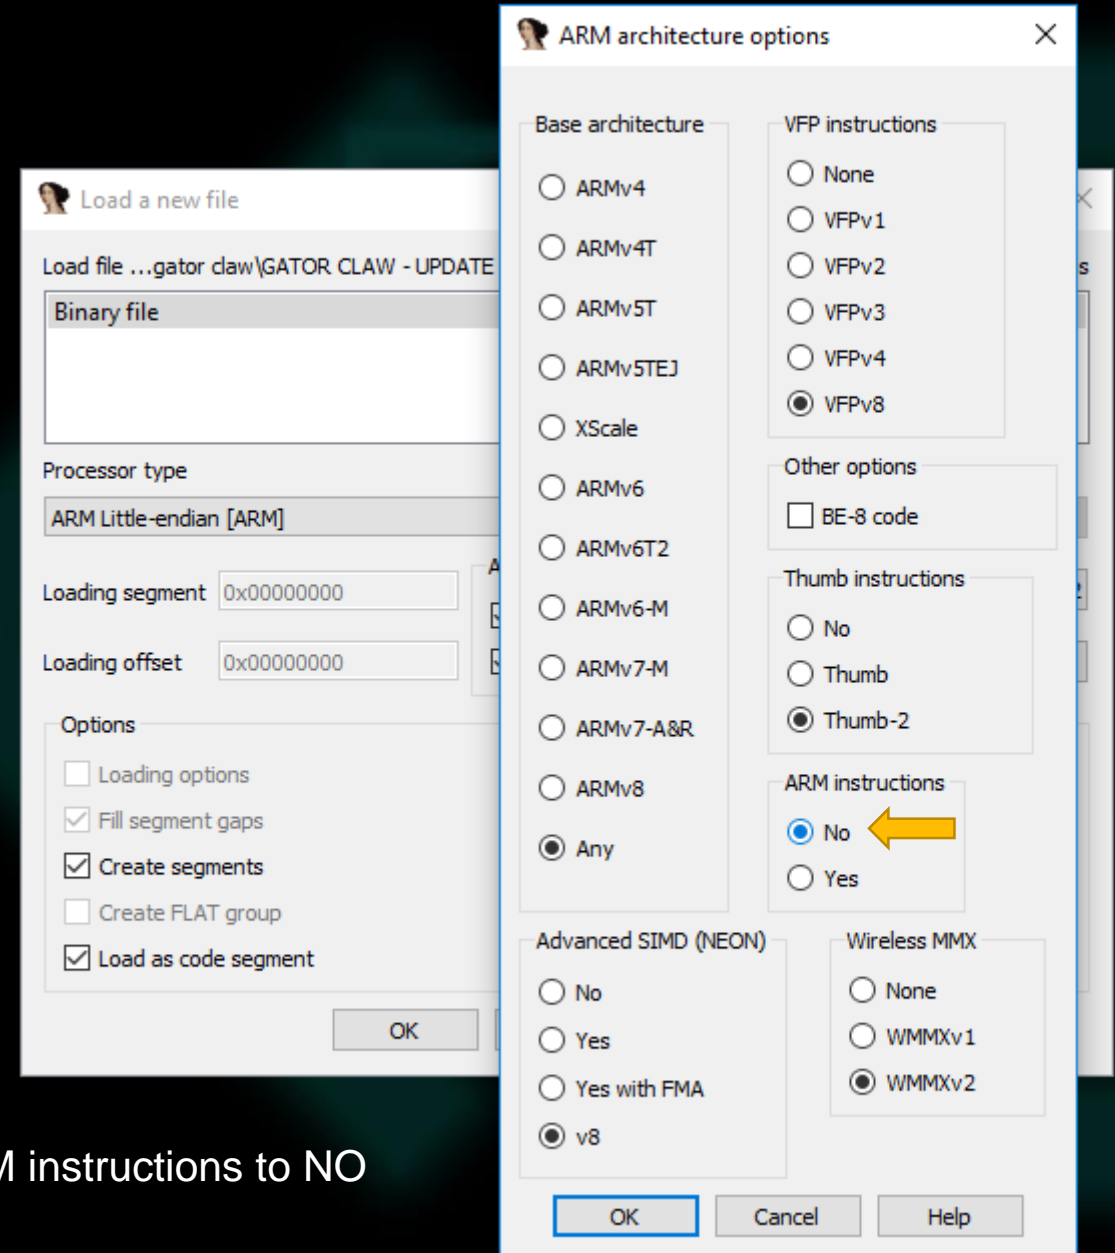 ARM architecture options
Base architecture
ARMv4
ARMv4T
ARMv5T
ARMv5TEJ
XScale
ARMv6
ARMv6T2
ARMv6-M
ARMv7-M
ARMv7-A&R
ARMv8
Any
VFP instructions
None
VFPv1
VFPv2
VFPv3
VFPv4
VFPv8
Other options
BE-8 code
Thumb instructions
No
Thumb
Thumb-2
ARM instructions
No
Yes
Advanced SIMD (NEON)
No
Yes
Yes with FMA
v8
Wireless MMX
None
WMMXv1
WMMXv2
OK
Cancel
Help
Load a new file
Load file ...gator claw\GATOR CLAW - UPDATE
Binary file
Processor type
ARM Little-endian [ARM]
Loading segment 0x00000000
Loading offset 0x00000000
Options
Loading options
Fill segment gaps
Create segments
Create FLAT group
Load as code segment
OK
instructions to NO